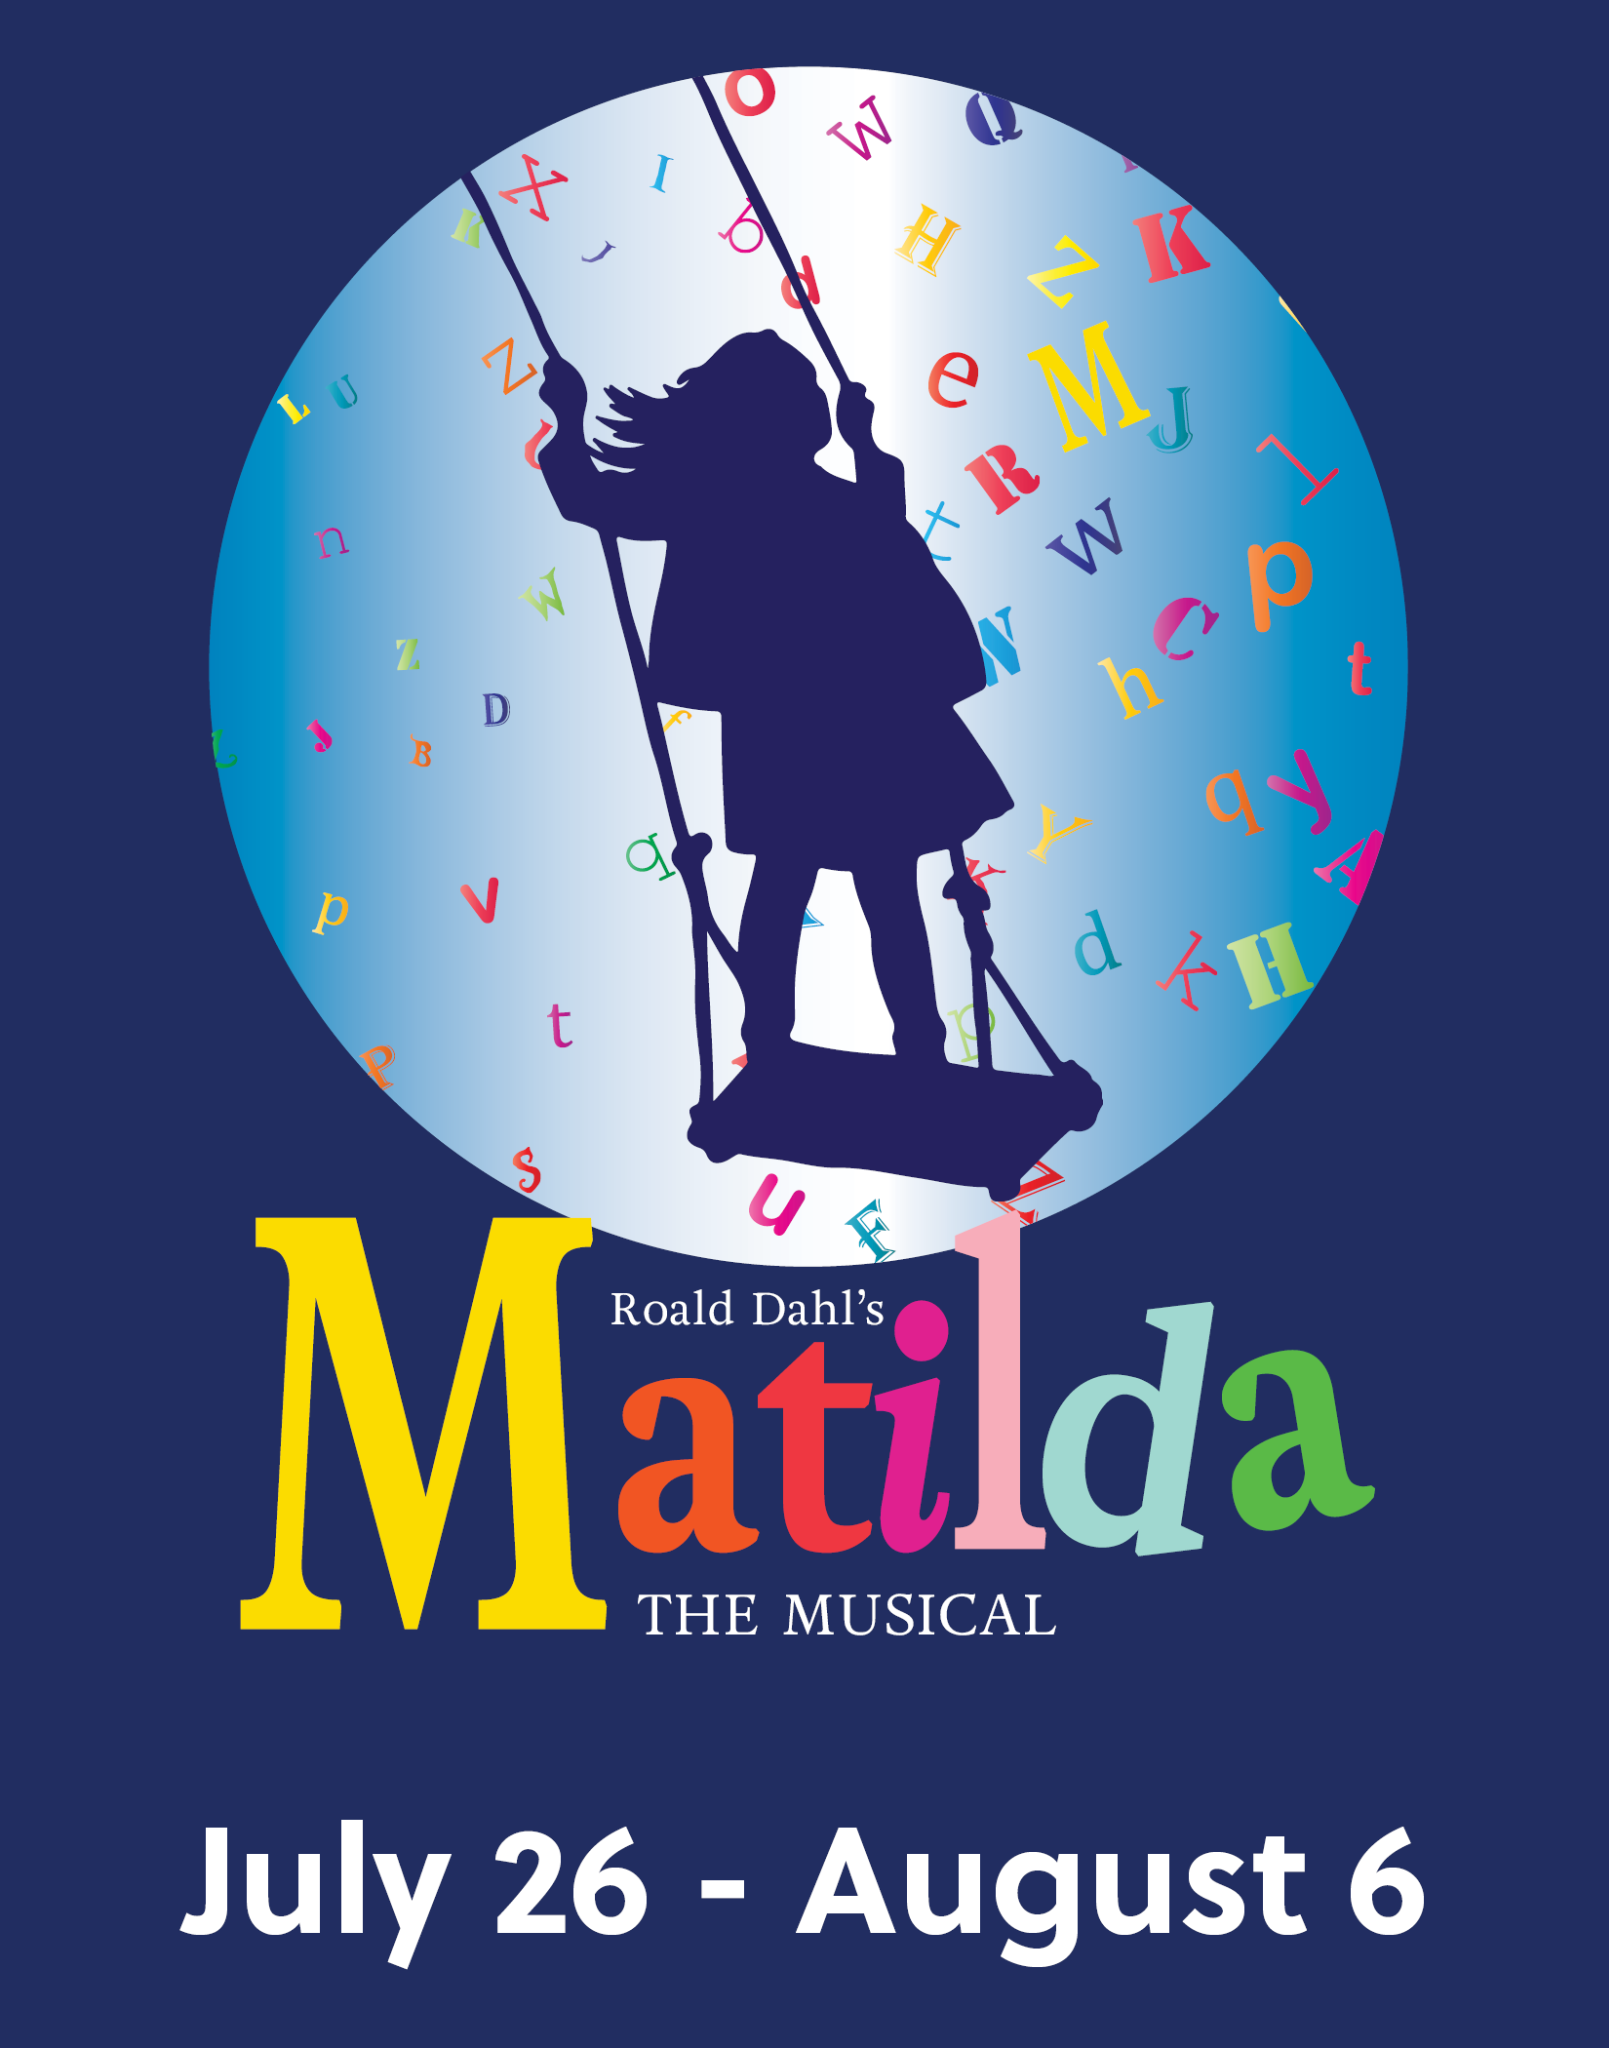 Roald Dahl's
Matilda
THE MUSICAL
July 26 - August 6